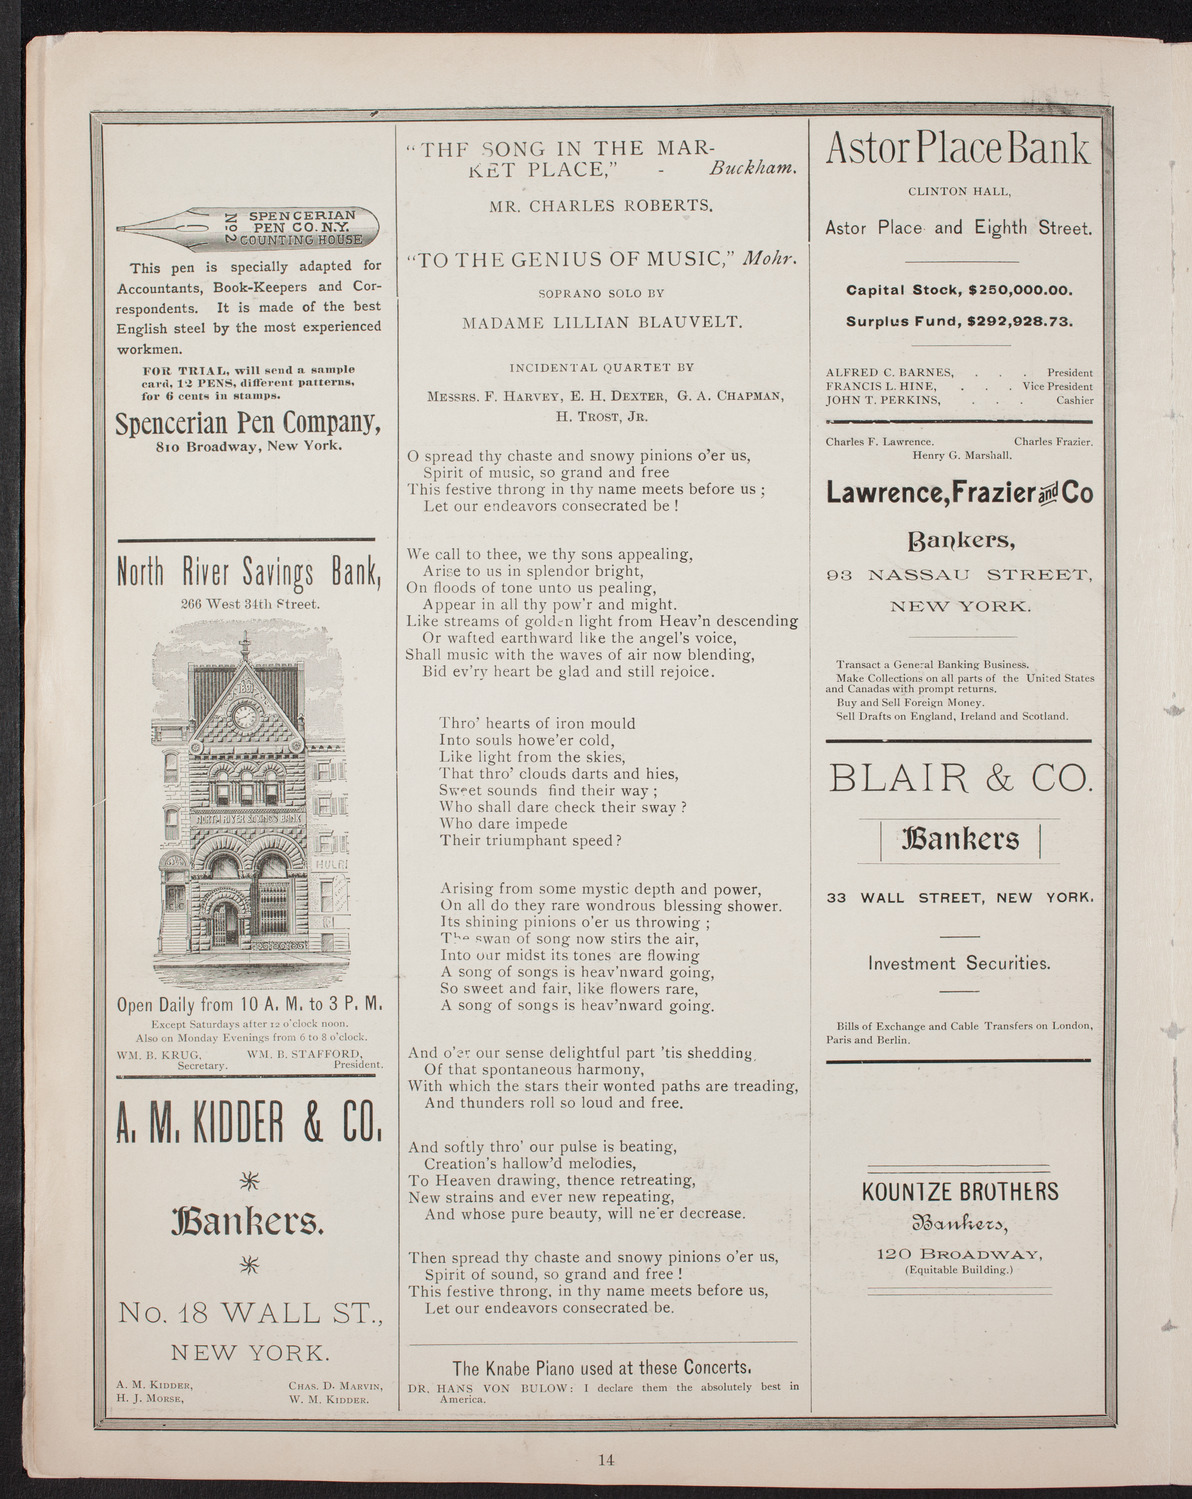 No 2
SPENCERIAN
PEN CO. N.Y.
COUNTING HOUSE
This pen is specially adapted for
Accountants, Book-Keepers and Cor-
respondents. It is made of the best
English steel by the most experienced
workmen.
FOR TRIAL, will send a sample
card, 12 PENS, different patterns,
for 6 cents in stamps.
Spencerian Pen Company,
810 Broadway, New York.
North River Savings Bank,
266 West 34th Street.
NORTH RIVER SAVINGS BANK
Open Daily from 10 A. M. to 3 P. M.
Except Saturdays after 12 o'clock noon.
Also on Monday Evenings from 6 to 8 o'clock.
WM. B. KRUG, WM. B. STAFFORD,
Secretary. President.
A. M. KIDDER & CO.
Bankers.
No. 18 WALL ST.,
NEW YORK.
A. M. KIDDER, CHAS. D. MARVIN,
H. J. MORSE, W. M. KIDDER.
"THE SONG IN THE MAR-
KET PLACE," - Buckham.
MR. CHARLES ROBERTS.
"TO THE GENIUS OF MUSIC," Mohr.
SOPRANO SOLO BY
MADAME LILLIAN BLAUVELT.
INCIDENTAL QUARTET BY
MESSRS. F. HARVEY, E. H. DEXTER, G. A. CHAPMAN,
H. TROST, JR.
O spread thy chaste and snowy pinions o'er us,
Spirit of music, so grand and free
This festive throng in thy name meets before us ;
Let our endeavors consecrated be !
We call to thee, we thy sons appealing,
Arise to us in splendor bright,
On floods of tone unto us pealing,
Appear in all thy pow'r and might.
Like streams of golden light from Heav'n descending
Or wafted earthward like the angel's voice,
Shall music with the waves of air now blending,
Bid ev'ry heart be glad and still rejoice.
Thro' hearts of iron mould
Into souls howe'er cold,
Like light from the skies,
That thro' clouds darts and hies,
Sweet sounds find their way ;
Who shall dare check their sway ?
Who dare impede
Their triumphant speed ?
Arising from some mystic depth and power,
On all do they rare wondrous blessing shower.
Its shining pinions o'er us throwing ;
The swan of song now stirs the air,
Into our midst its tones are flowing
A song of songs is heav'nward going,
So sweet and fair, like flowers rare,
A song of songs is heav'nward going.
And o'er our sense delightful part 'tis shedding
Of that spontaneous harmony,
With which the stars their wonted paths are treading,
And thunders roll so loud and free.
And softly thro' our pulse is beating,
Creation's hallow'd melodies,
To Heaven drawing, thence retreating,
New strains and ever new repeating,
And whose pure beauty, will ne'er decrease.
Then spread thy chaste and snowy pinions o'er us,
Spirit of sound, so grand and free !
This festive throng, in thy name meets before us,
Let our endeavors consecrated be.
The Knabe Piano used at these Concerts.
DR. HANS VON BULOW: I declare them the absolutely best in
America.
Astor Place Bank
CLINTON HALL,
Astor Place and Eighth Street.
Capital Stock, $250,000.00.
Surplus Fund, $292,928.73.
ALFRED C. BARNES, . . . President
FRANCIS L. HINE, . . . Vice President
JOHN T. PERKINS, . . . Cashier
Charles F. Lawrence. Charles Frazier.
Henry G. Marshall.
Lawrence, Frazier and Co
Bankers,
93 NASSAU STREET,
NEW YORK.
Transact a General Banking Business.
Make Collections on all parts of the United States
and Canadas with prompt returns.
Buy and Sell Foreign Money.
Sell Drafts on England, Ireland and Scotland.
BLAIR & CO.
Bankers
33 WALL STREET, NEW YORK.
Investment Securities.
Bills of Exchange and Cable Transfers on London,
Paris and Berlin.
KOUNTZE BROTHERS
Bankers,
120 BROADWAY,
(Equitable Building.)
14